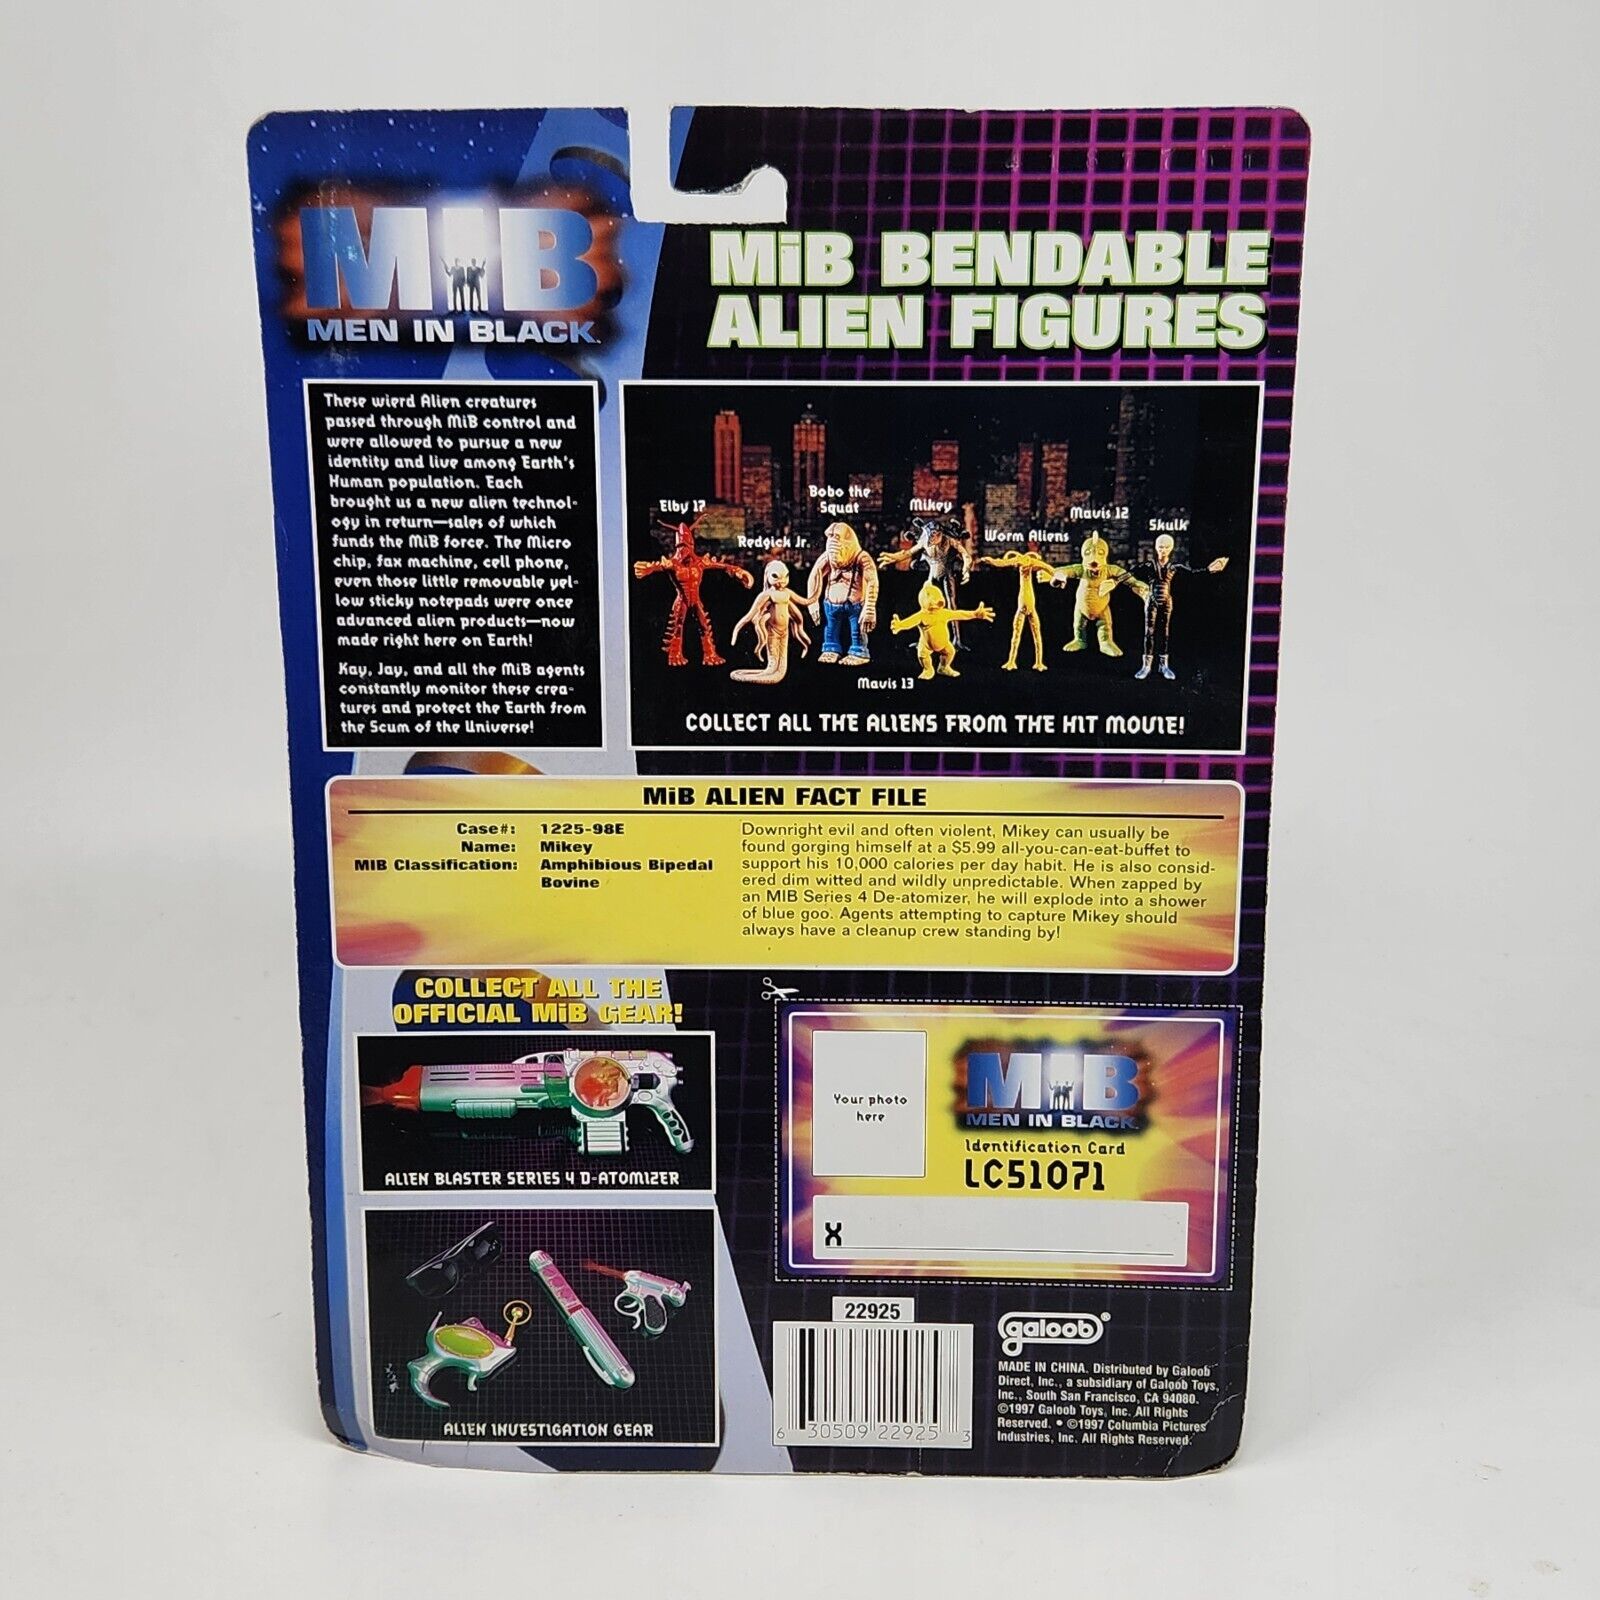 MiB
MEN IN BLACK
MiB BENDABLE
ALIEN FIGURES
These wierd Alien creatures
passed through MiB control and
were allowed to pursue a new
identity and live among Earth's
Human population. Each
brought us a new alien technol-
ogy in return—sales of which
funds the MiB force. The Micro
chip, fax machine, cell phone,
even those little removable yel-
low sticky notepads were once
advanced alien products—now
made right here on Earth!
Kay, Jay, and all the MiB agents
constantly monitor these crea-
tures and protect the Earth from
the Scum of the Universe!
Elby 17
Redgick Jr.
Bobo the
Squat
Mikey
Worm Aliens
Mavis 12
Skulk
Mavis 13
COLLECT ALL THE ALIENS FROM THE HIT MOVIE!
MiB ALIEN FACT FILE
Case#: 1225-98E
Name: Mikey
MIB Classification: Amphibious Bipedal
Bovine
Downright evil and often violent, Mikey can usually be
found gorging himself at a $5.99 all-you-can-eat-buffet to
support his 10,000 calories per day habit. He is also consid-
ered dim witted and wildly unpredictable. When zapped by
an MIB Series 4 De-atomizer, he will explode into a shower
of blue goo. Agents attempting to capture Mikey should
always have a cleanup crew standing by!
COLLECT ALL THE
OFFICIAL MiB GEAR!
ALIEN BLASTER SERIES 4 D-ATOMIZER
ALIEN INVESTIGATION GEAR
Your photo
here
MiB
MEN IN BLACK
Identification Card
LC51071
X
22925
6 30509 22925 3
galoob®
MADE IN CHINA. Distributed by Galoob
Direct, Inc., a subsidiary of Galoob Toys,
Inc., South San Francisco, CA 94080.
©1997 Galoob Toys, Inc. All Rights
Reserved. • ©1997 Columbia Pictures
Industries, Inc. All Rights Reserved.